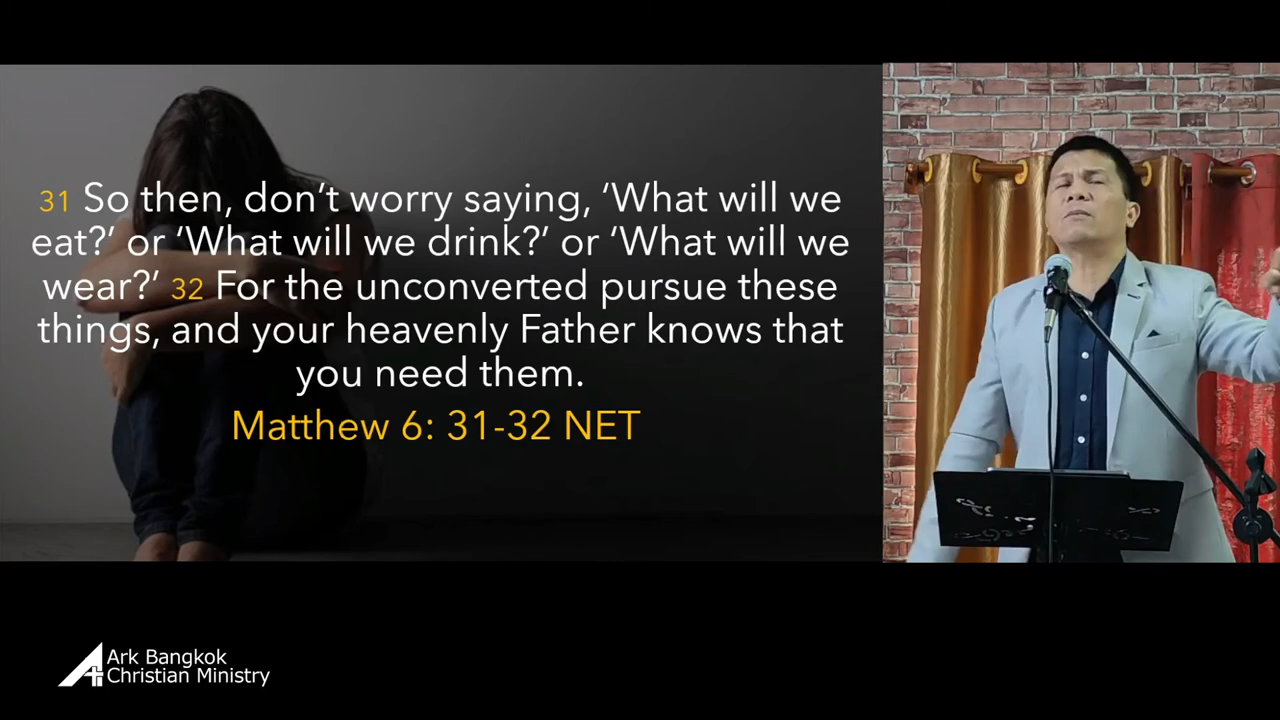 31 So then, don’t worry saying, ‘What will we
eat?’ or ‘What will we drink?’ or ‘What will we
wear?’ 32 For the unconverted pursue these
things, and your heavenly Father knows that
you need them.
Matthew 6: 31-32 NET
Ark Bangkok
Christian Ministry